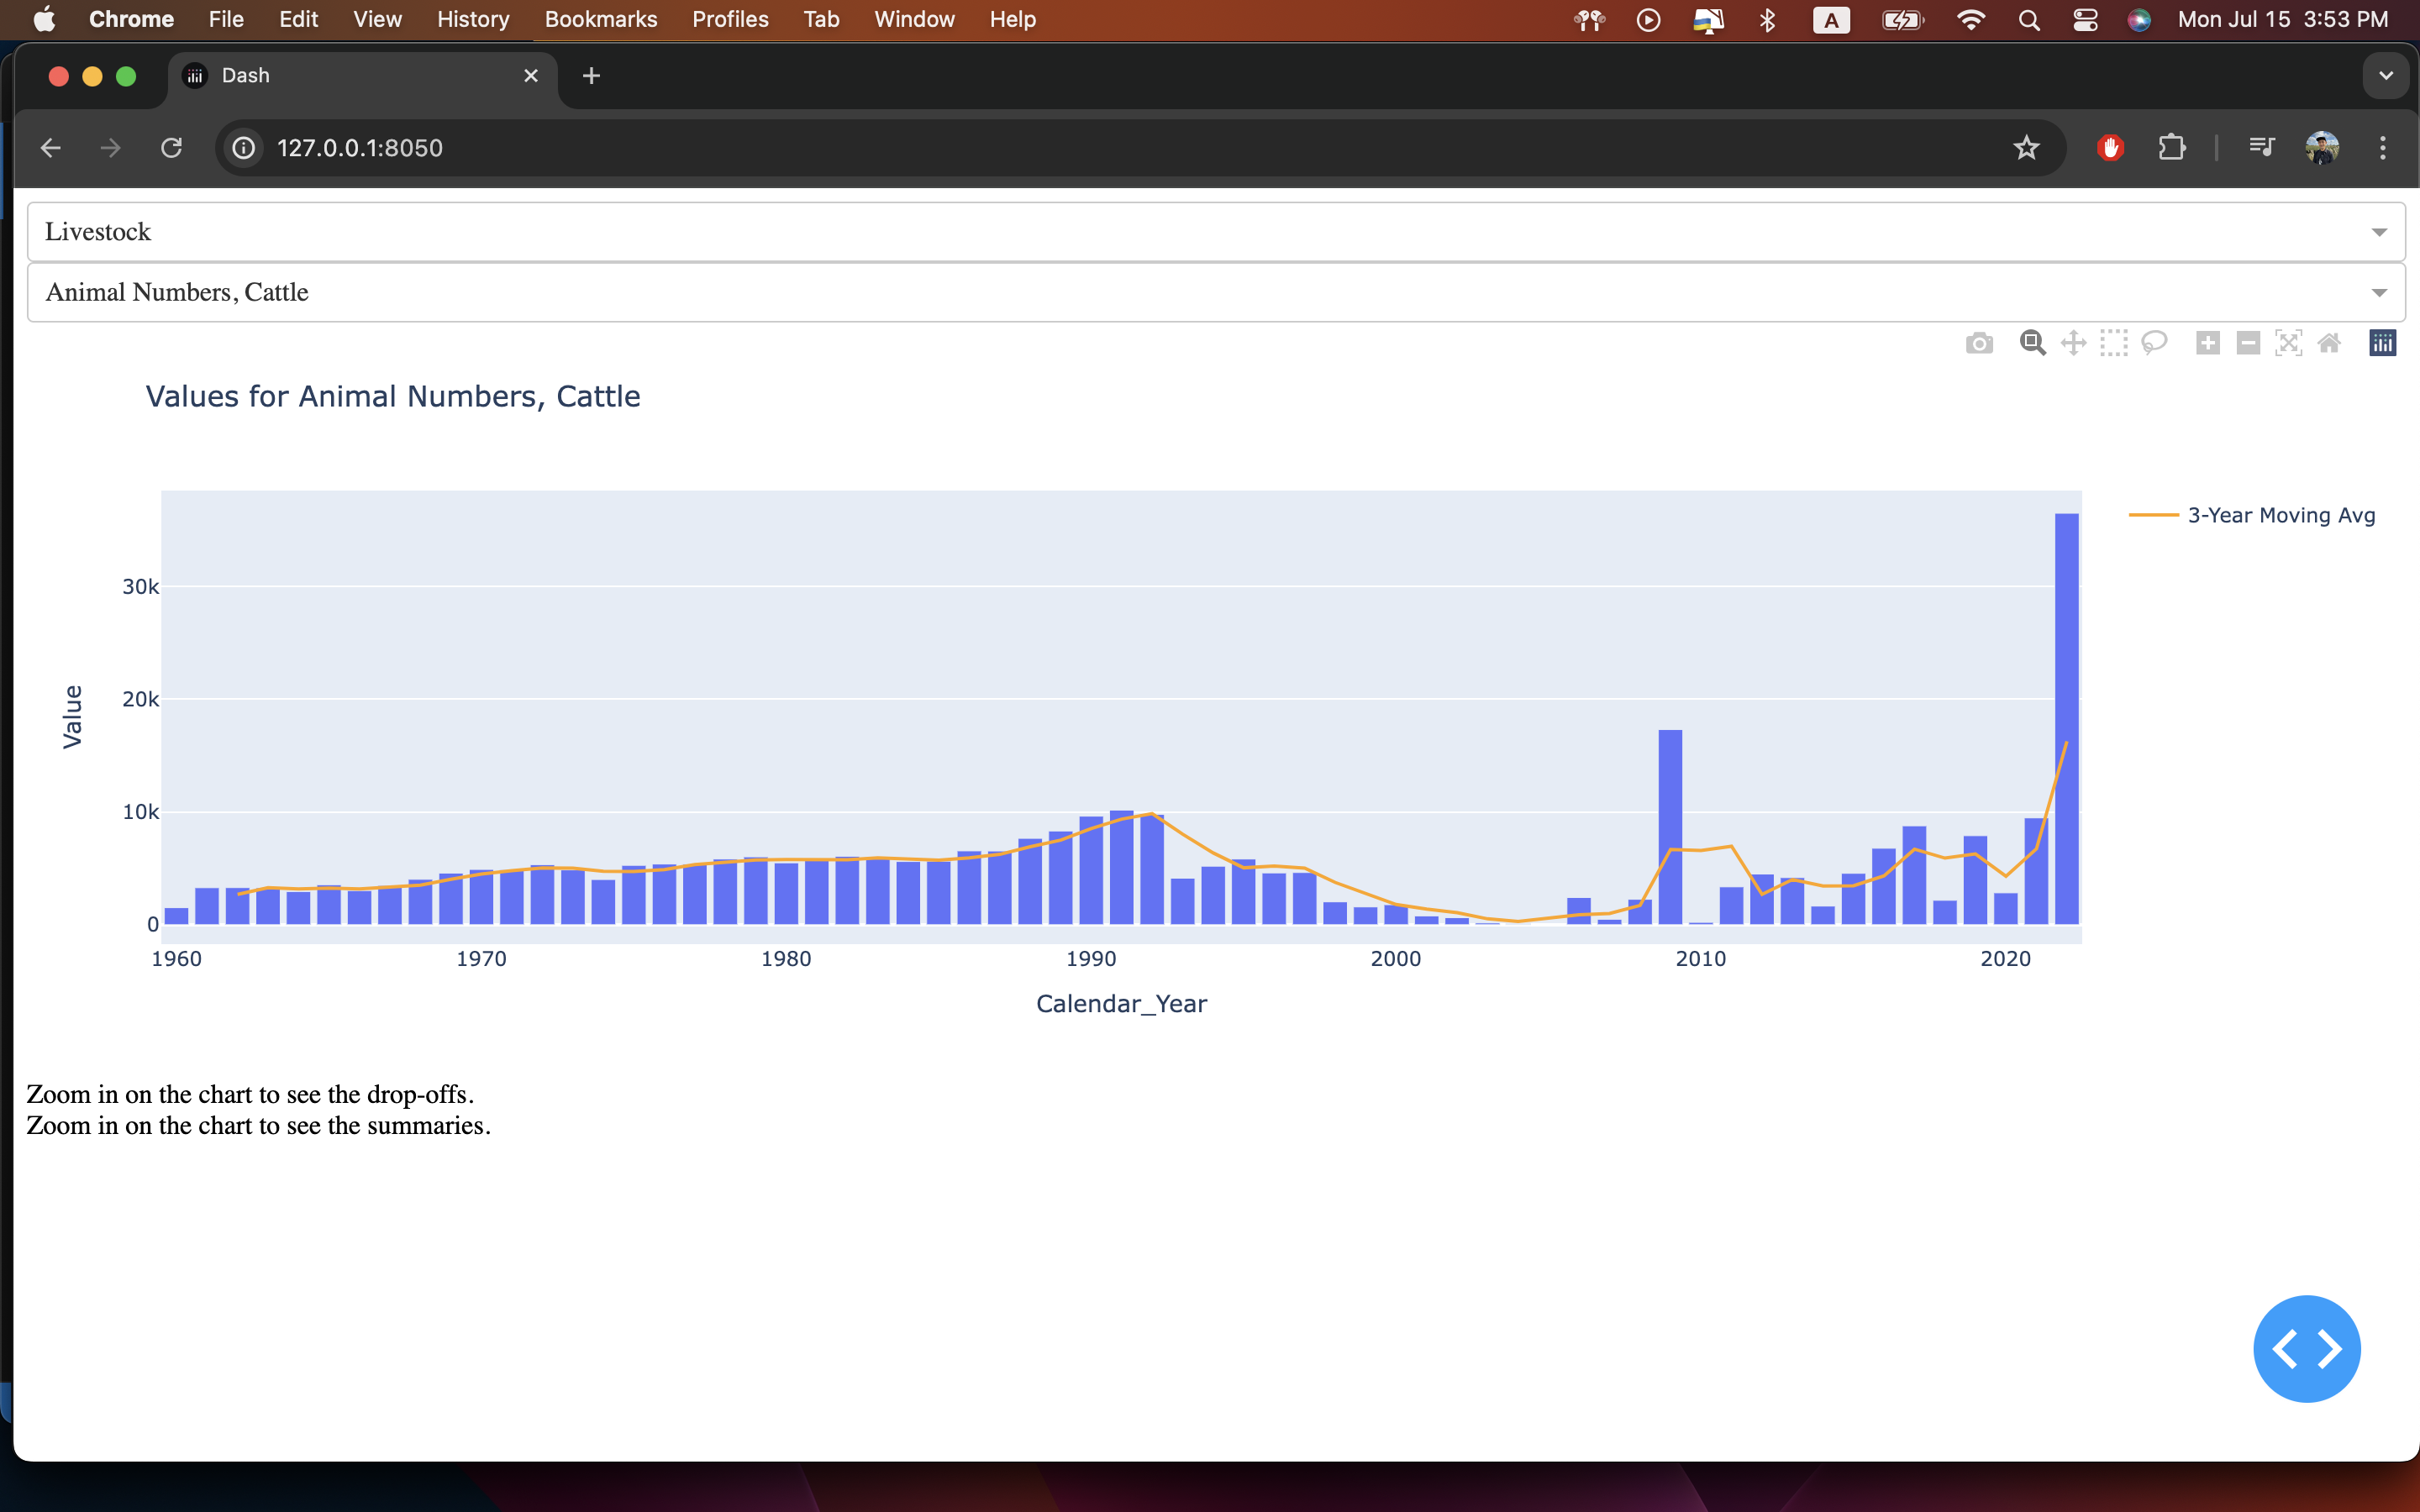 Chrome File Edit View History Bookmarks Profiles Tab Window Help A Mon Jul 15 3:53 PM
Dash
127.0.0.1:8050
Livestock
Animal Numbers, Cattle
Values for Animal Numbers, Cattle
3-Year Moving Avg
30k
20k
Value
10k
0
1960 1970 1980 1990 2000 2010 2020
Calendar_Year
Zoom in on the chart to see the drop-offs.
Zoom in on the chart to see the summaries.